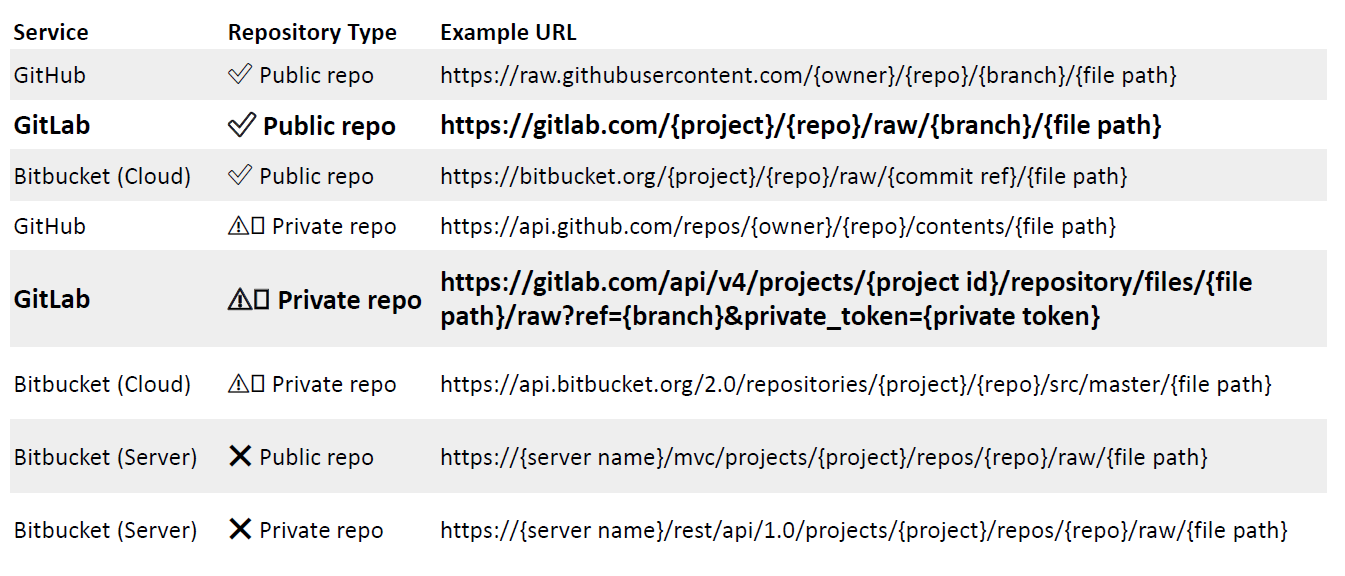 Service Repository Type Example URL
GitHub ✅ Public repo https://raw.githubusercontent.com/{owner}/{repo}/{branch}/{file path}
GitLab ✅ Public repo https://gitlab.com/{project}/{repo}/raw/{branch}/{file path}
Bitbucket (Cloud) ✅ Public repo https://bitbucket.org/{project}/{repo}/raw/{commit ref}/{file path}
GitHub ⚠▯ Private repo https://api.github.com/repos/{owner}/{repo}/contents/{file path}
GitLab ⚠▯ Private repo https://gitlab.com/api/v4/projects/{project id}/repository/files/{file
path}/raw?ref={branch}&private_token={private token}
Bitbucket (Cloud) ⚠▯ Private repo https://api.bitbucket.org/2.0/repositories/{project}/{repo}/src/master/{file path}
Bitbucket (Server) ❌ Public repo https://{server name}/mvc/projects/{project}/repos/{repo}/raw/{file path}
Bitbucket (Server) ❌ Private repo https://{server name}/rest/api/1.0/projects/{project}/repos/{repo}/raw/{file path}